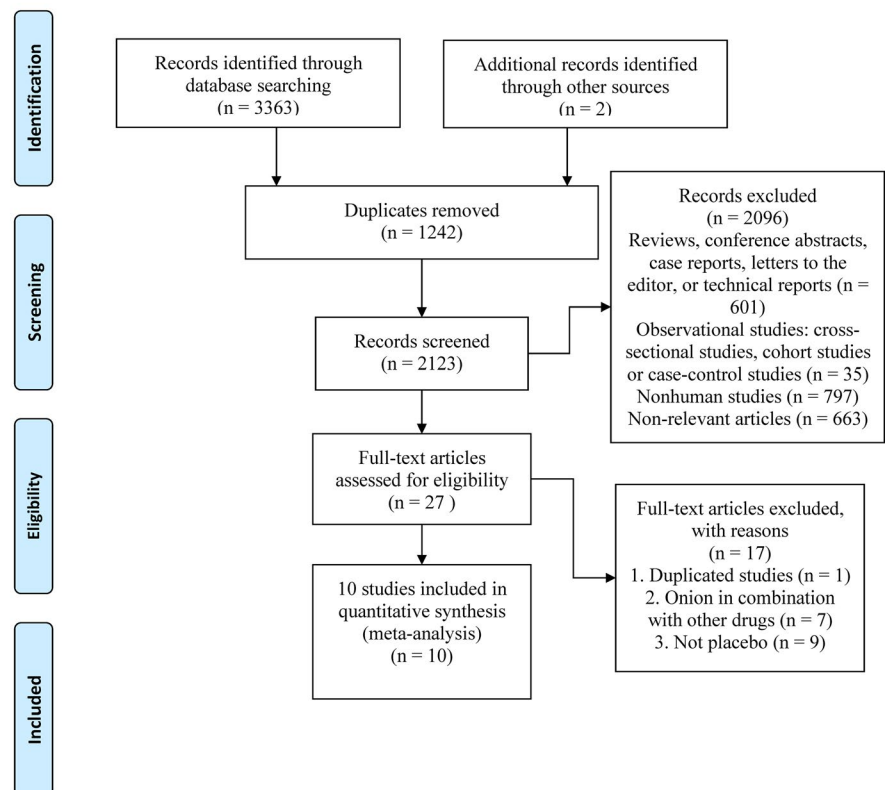 Identification
Records identified through
database searching
(n = 3363)
Additional records identified
through other sources
(n = 2)
Duplicates removed
(n = 1242)
Screening
Records screened
(n = 2123)
Records excluded
(n = 2096)
Reviews, conference abstracts,
case reports, letters to the
editor, or technical reports (n =
601)
Observational studies: cross-
sectional studies, cohort studies
or case-control studies (n = 35)
Nonhuman studies (n = 797)
Non-relevant articles (n = 663)
Eligibility
Full-text articles
assessed for eligibility
(n = 27 )
Full-text articles excluded,
with reasons
(n = 17)
1. Duplicated studies (n = 1)
2. Onion in combination
with other drugs (n = 7)
3. Not placebo (n = 9)
Included
10 studies included in
quantitative synthesis
(meta-analysis)
(n = 10)